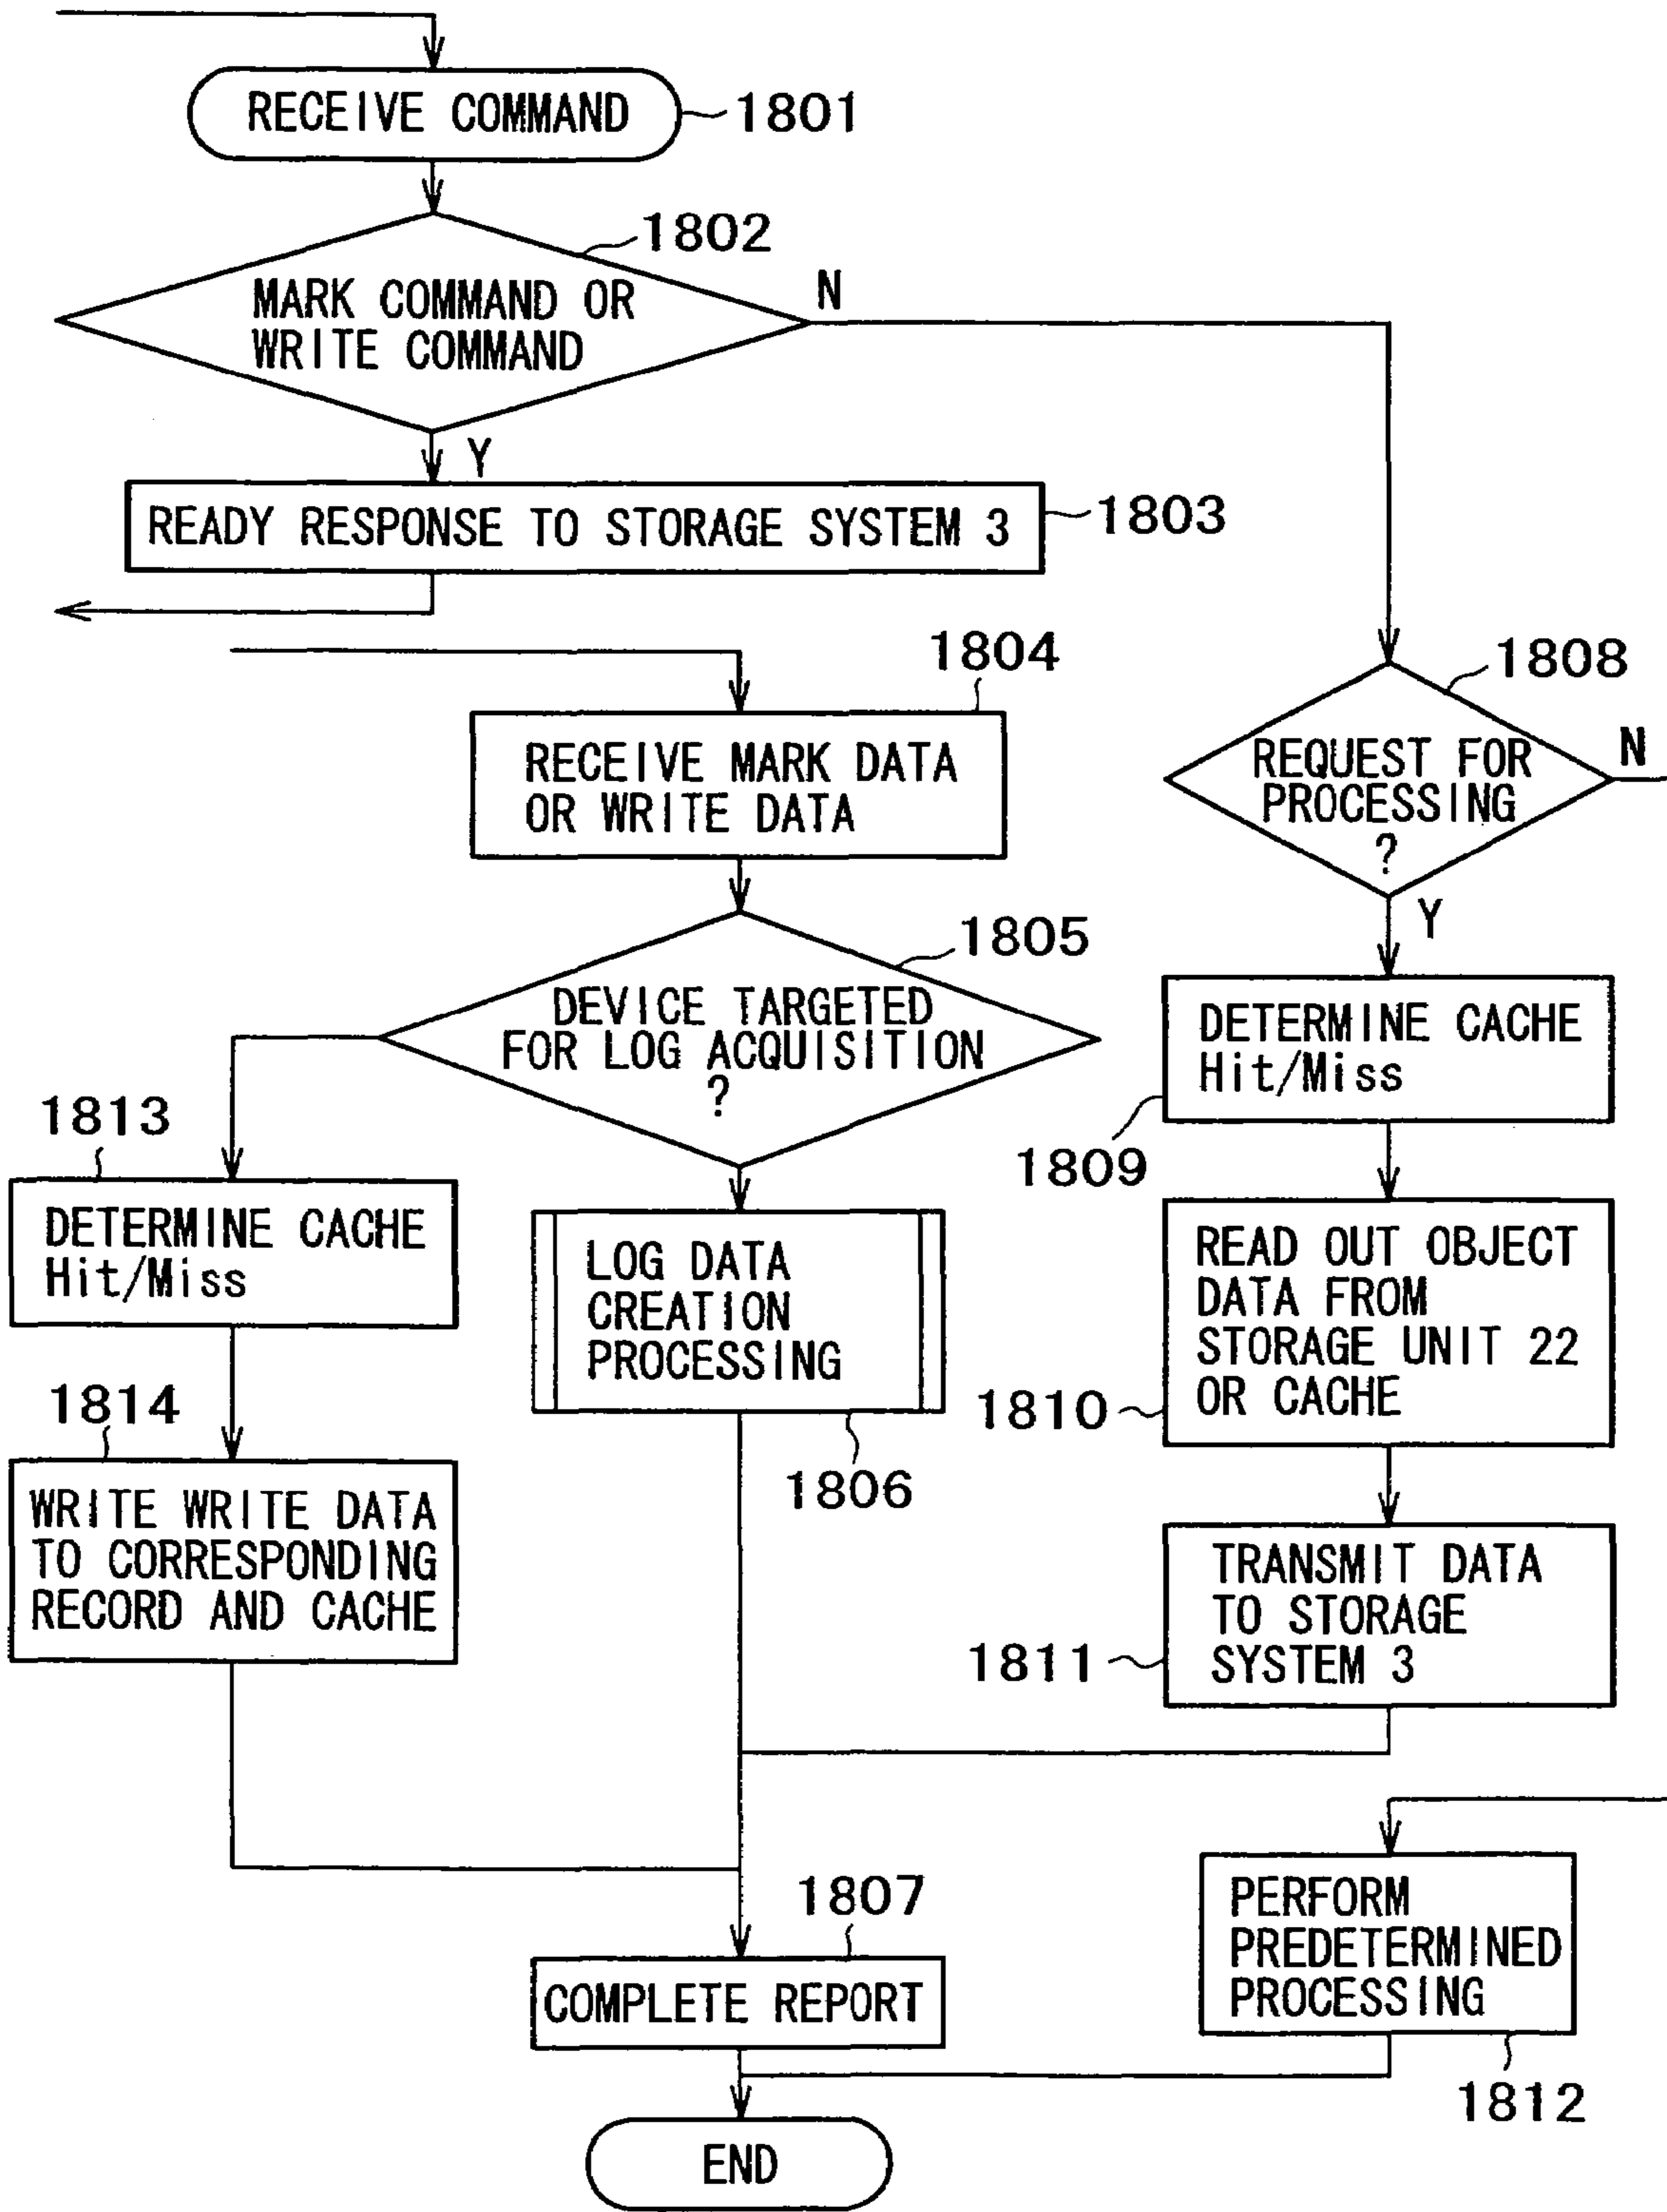 RECEIVE COMMAND
1801
1802
MARK COMMAND OR
WRITE COMMAND
N
Y
READY RESPONSE TO STORAGE SYSTEM 3
1803
1804
RECEIVE MARK DATA
OR WRITE DATA
1805
DEVICE TARGETED
FOR LOG ACQUISITION
?
1808
REQUEST FOR
PROCESSING
?
N
Y
DETERMINE CACHE
Hit/Miss
1809
1813
DETERMINE CACHE
Hit/Miss
LOG DATA
CREATION
PROCESSING
1806
READ OUT OBJECT
DATA FROM
STORAGE UNIT 22
OR CACHE
1810
1814
WRITE WRITE DATA
TO CORRESPONDING
RECORD AND CACHE
TRANSMIT DATA
TO STORAGE
SYSTEM 3
1811
1807
COMPLETE REPORT
PERFORM
PREDETERMINED
PROCESSING
1812
END